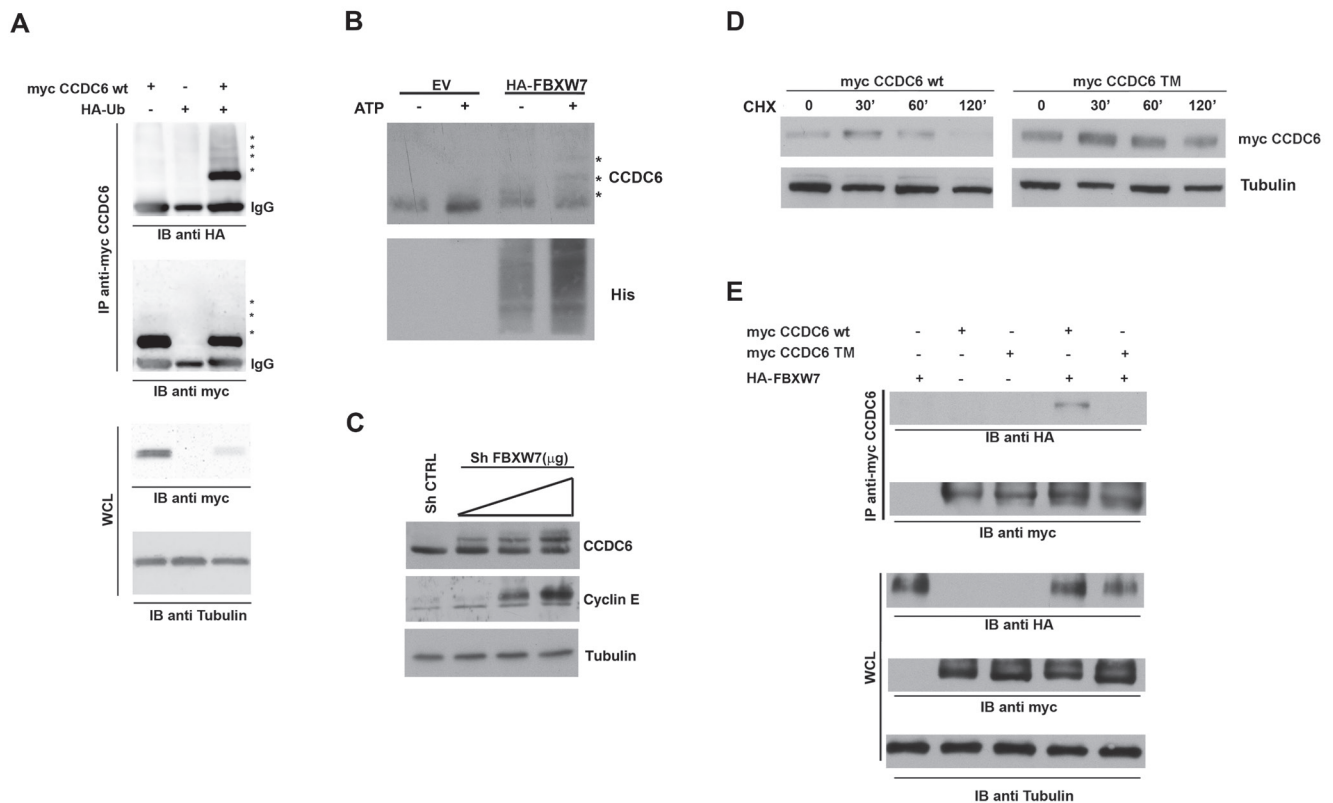 A
myc CCDC6 wt + - +
HA-Ub - + +
*
*
*
*
IgG
IB anti HA
IP anti-myc CCDC6
*
*
*
IgG
IB anti myc
WCL
IB anti myc
IB anti Tubulin
B
EV HA-FBXW7
ATP - + - +
*
* CCDC6
*
His
C
Sh CTRL
Sh FBXW7(μg)
CCDC6
Cyclin E
Tubulin
D
myc CCDC6 wt myc CCDC6 TM
CHX 0 30' 60' 120' 0 30' 60' 120'
myc CCDC6
Tubulin
E
myc CCDC6 wt - + - + -
myc CCDC6 TM - - + - +
HA-FBXW7 + - - + +
IP anti-myc CCDC6
IB anti HA
IB anti myc
WCL
IB anti HA
IB anti myc
IB anti Tubulin